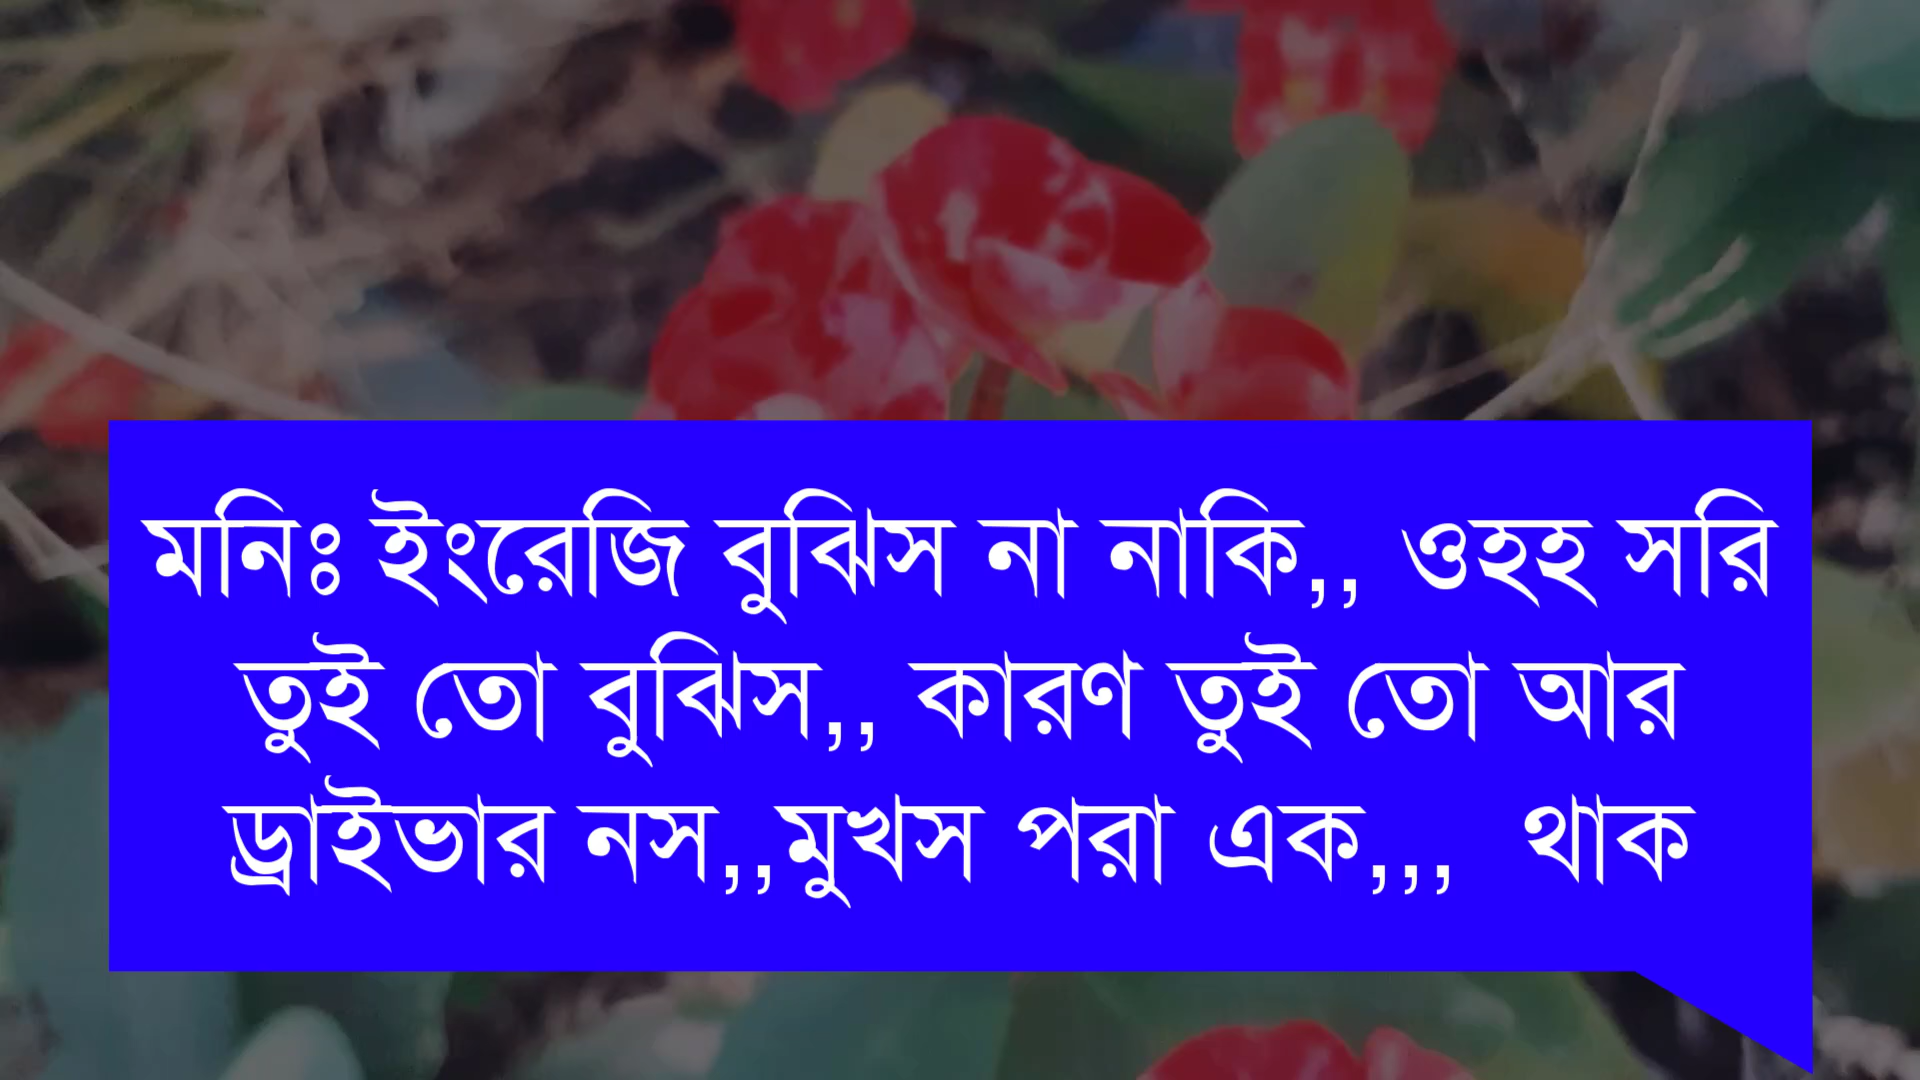 মনিঃ ইংরেজি বুঝিস না নাকি,, ওহহ সরি
তুই তো বুঝিস,, কারণ তুই তো আর
ড্রাইভার নস,,মুখস পরা এক,,, থাক